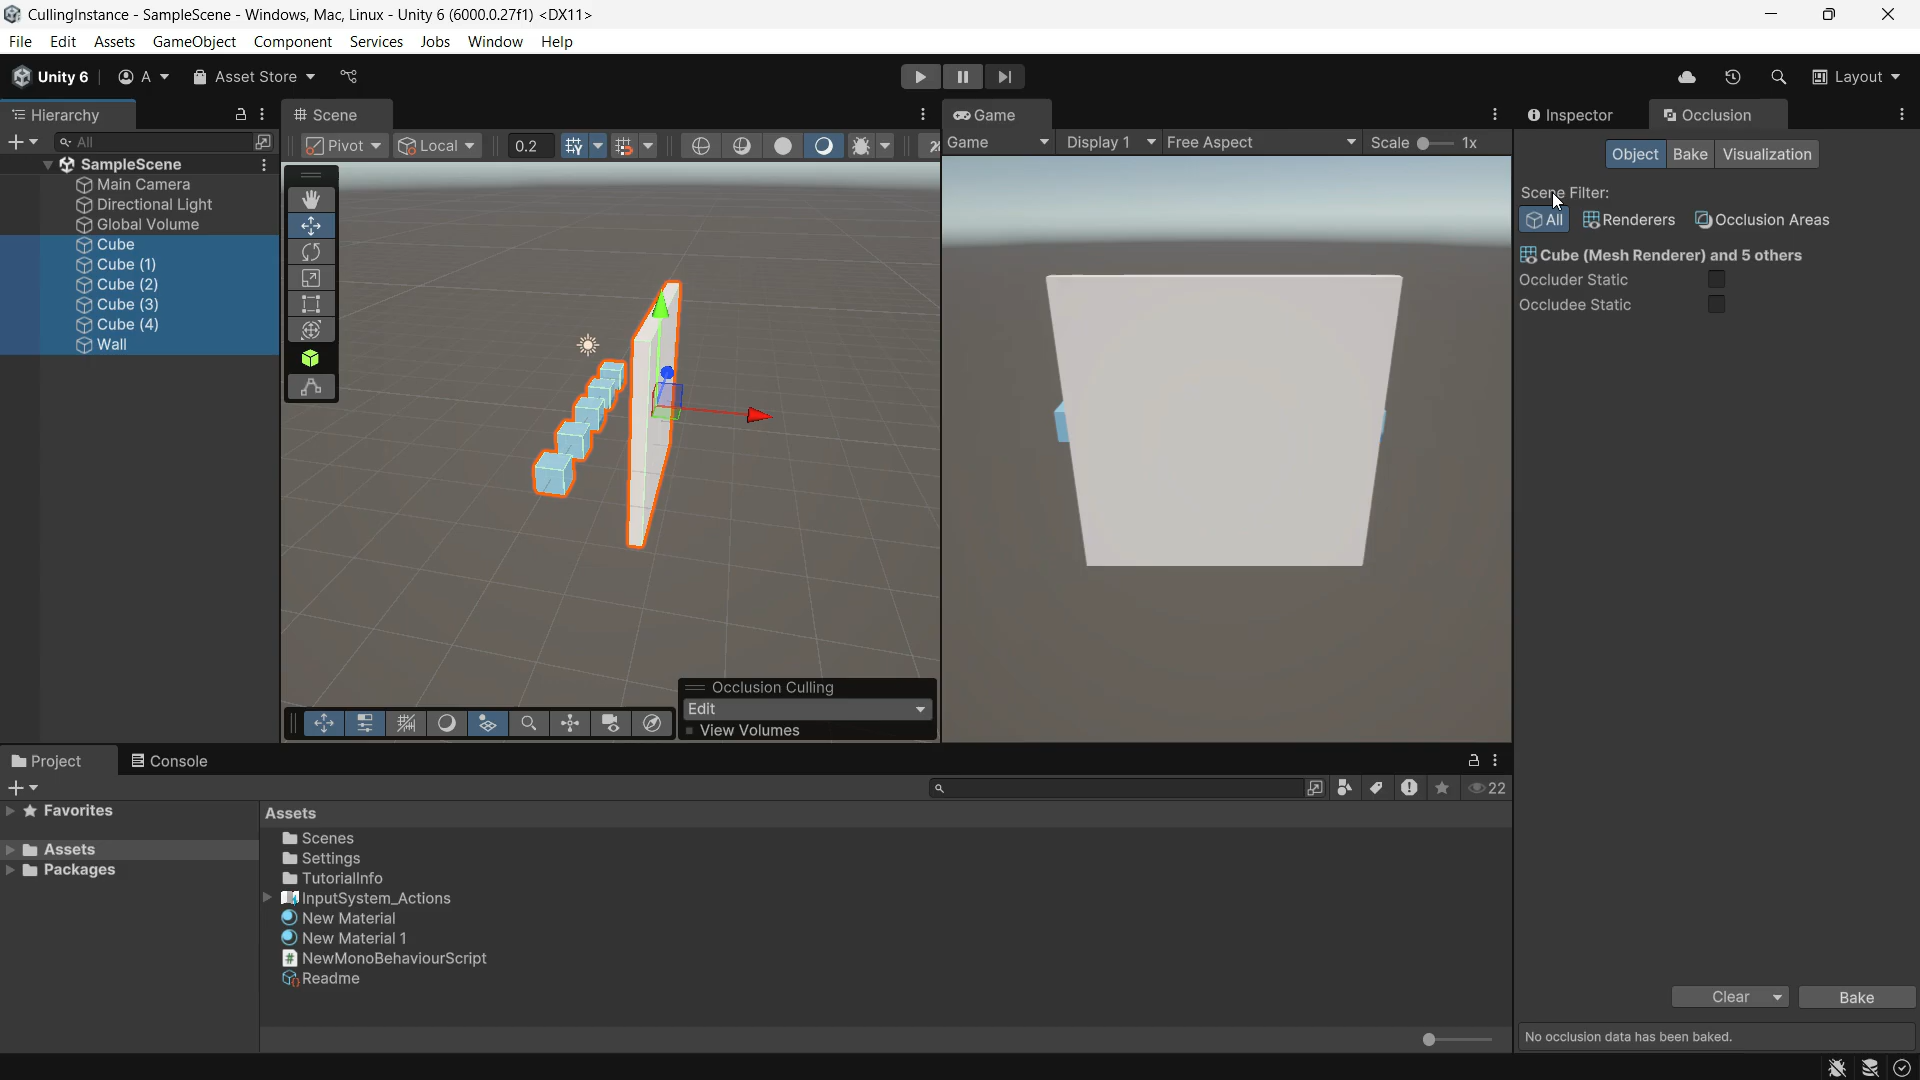 CullingInstance - SampleScene - Windows, Mac, Linux - Unity 6 (6000.0.27f1) <DX11>
File Edit Assets GameObject Component Services Jobs Window Help
Unity 6 A Asset Store Layout
Hierarchy
All
SampleScene
Main Camera
Directional Light
Global Volume
Cube
Cube (1)
Cube (2)
Cube (3)
Cube (4)
Wall
Scene
Pivot Local 0.2
Occlusion Culling
Edit
View Volumes
Game
Game Display 1 Free Aspect Scale 1x
Inspector Occlusion
Object Bake Visualization
Scene Filter:
All Renderers Occlusion Areas
Cube (Mesh Renderer) and 5 others
Occluder Static
Occludee Static
Clear Bake
No occlusion data has been baked.
Project Console
22
Favorites
Assets
Packages
Assets
Scenes
Settings
TutorialInfo
InputSystem_Actions
New Material
New Material 1
NewMonoBehaviourScript
Readme